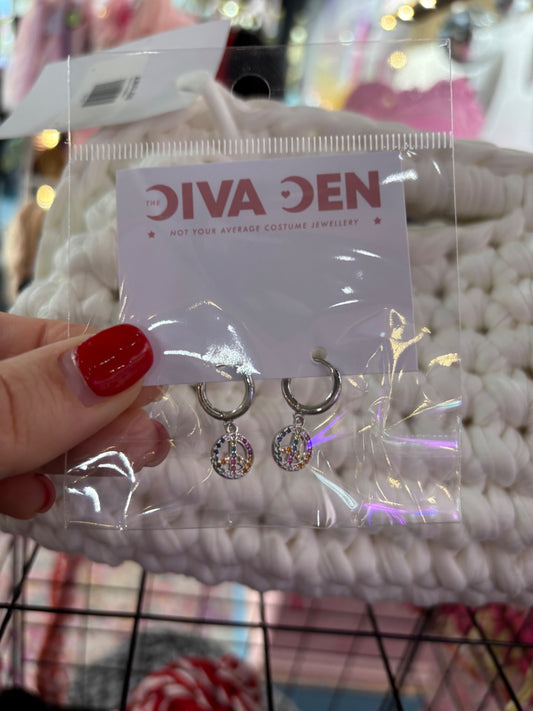 THE DIVA DEN
NOT YOUR AVERAGE COSTUME JEWELLERY